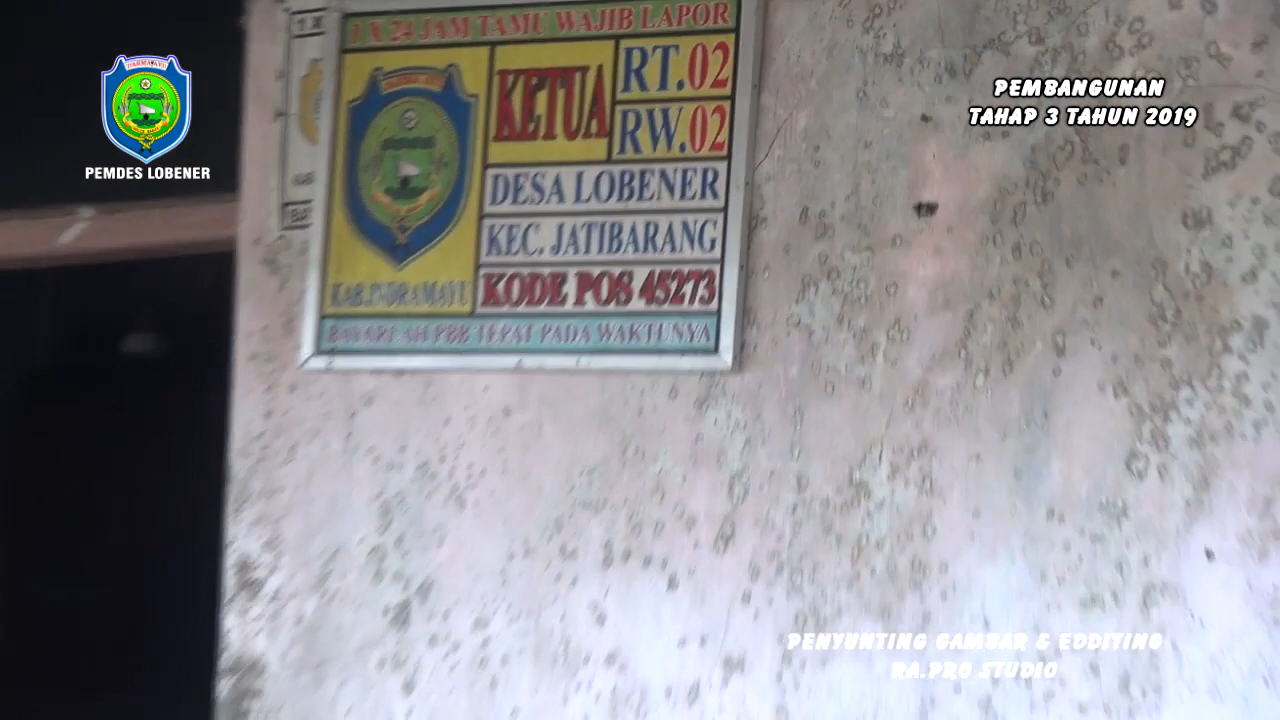 1 X 24 JAM TAMU WAJIB LAPOR
KETUA
RT.02
RW.02
DESA LOBENER
KEC. JATIBARANG
KODE POS 45273
KAB.INDRAMAYU
BAYARLAH PBB TEPAT PADA WAKTUNYA
PEMDES LOBENER
PEMBANGUNAN
TAHAP 3 TAHUN 2019
PENYUNTING GAMBAR & EDDITING
RA.PRO STUDIO